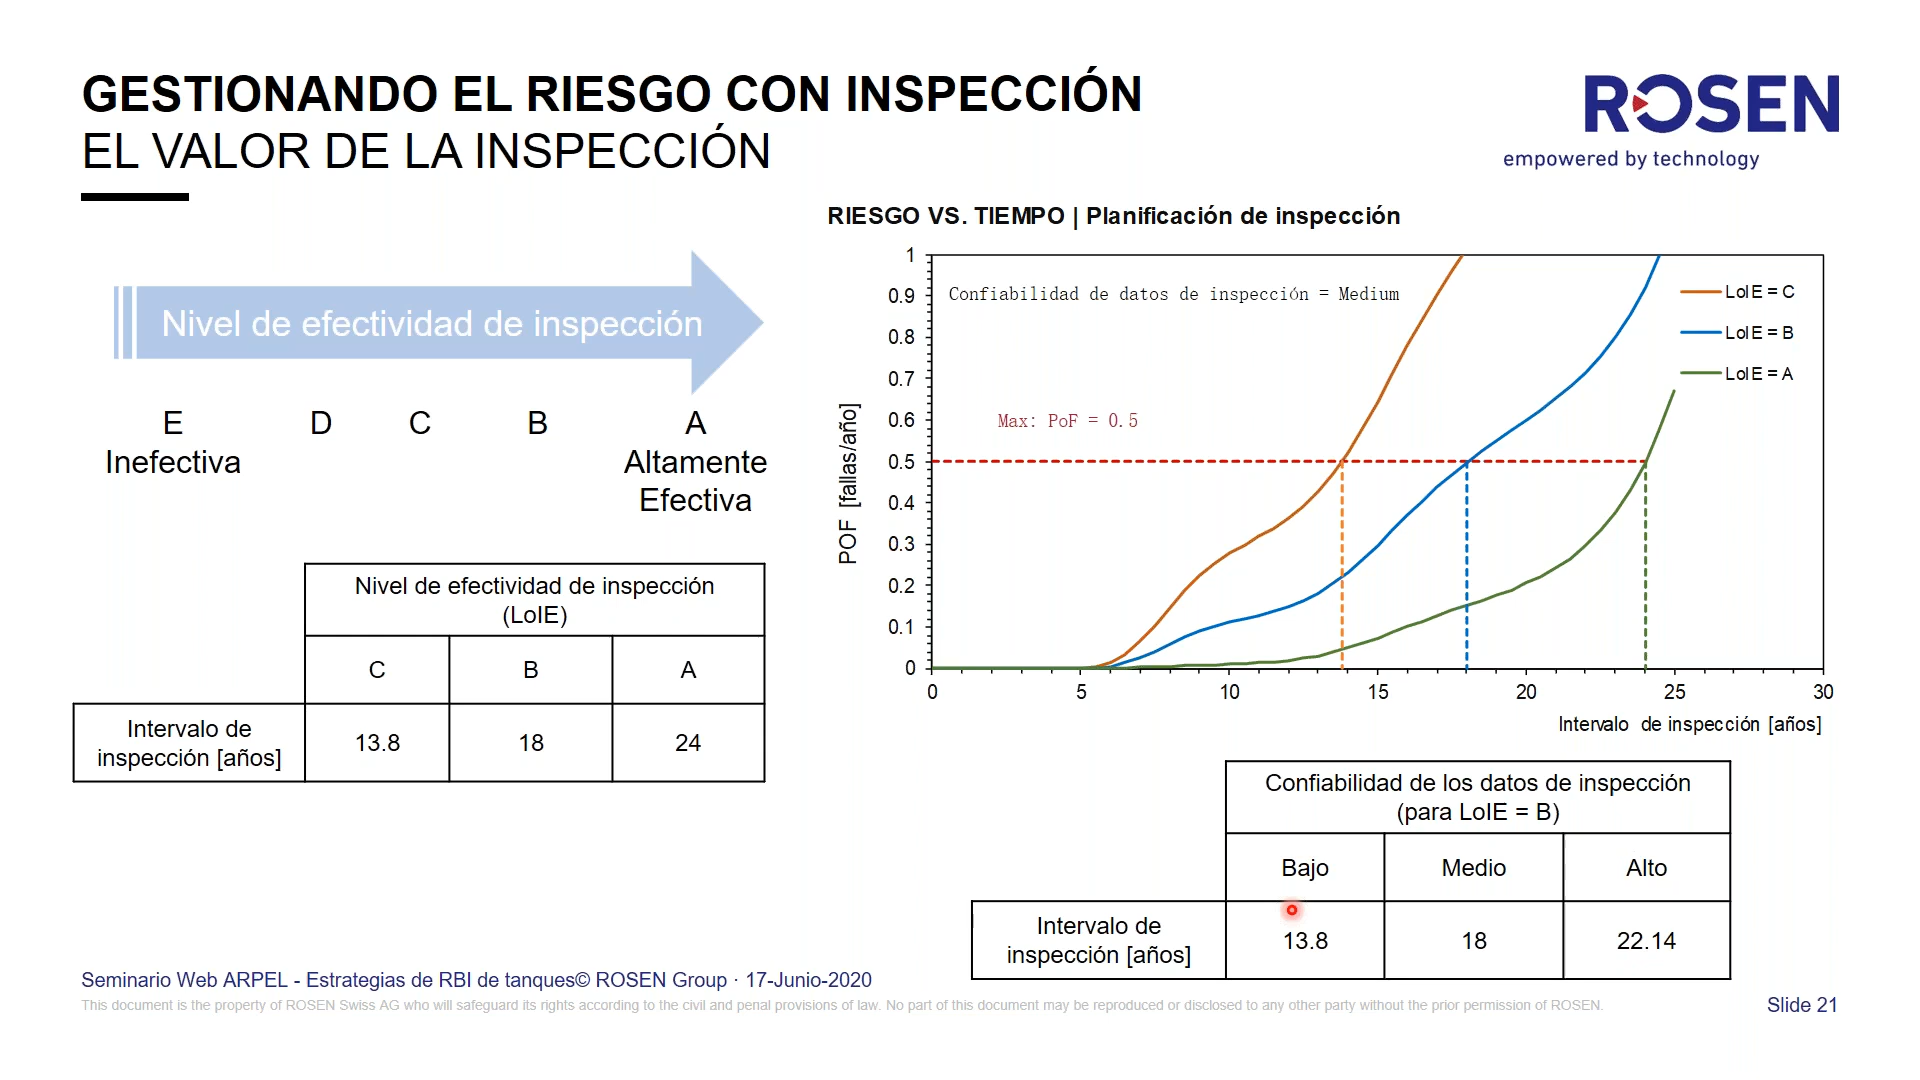 GESTIONANDO EL RIESGO CON INSPECCIÓN
EL VALOR DE LA INSPECCIÓN
ROSEN
empowered by technology
Nivel de efectividad de inspección
E D C B A
Inefectiva Altamente
Efectiva
Nivel de efectividad de inspección
(LoIE)
C B A
Intervalo de
inspección [años] 13.8 18 24
RIESGO VS. TIEMPO | Planificación de inspección
Confiabilidad de datos de inspección = Medium
LoIE = C
LoIE = B
LoIE = A
Max: PoF = 0.5
POF [fallas/año]
1
0.9
0.8
0.7
0.6
0.5
0.4
0.3
0.2
0.1
0
0 5 10 15 20 25 30
Intervalo de inspección [años]
Confiabilidad de los datos de inspección
(para LoIE = B)
Bajo Medio Alto
Intervalo de
inspección [años] 13.8 18 22.14
Seminario Web ARPEL - Estrategias de RBI de tanques© ROSEN Group · 17-Junio-2020
This document is the property of ROSEN Swiss AG who will safeguard its rights according to the civil and penal provisions of law. No part of this document may be reproduced or disclosed to any other party without the prior permission of ROSEN.
Slide 21